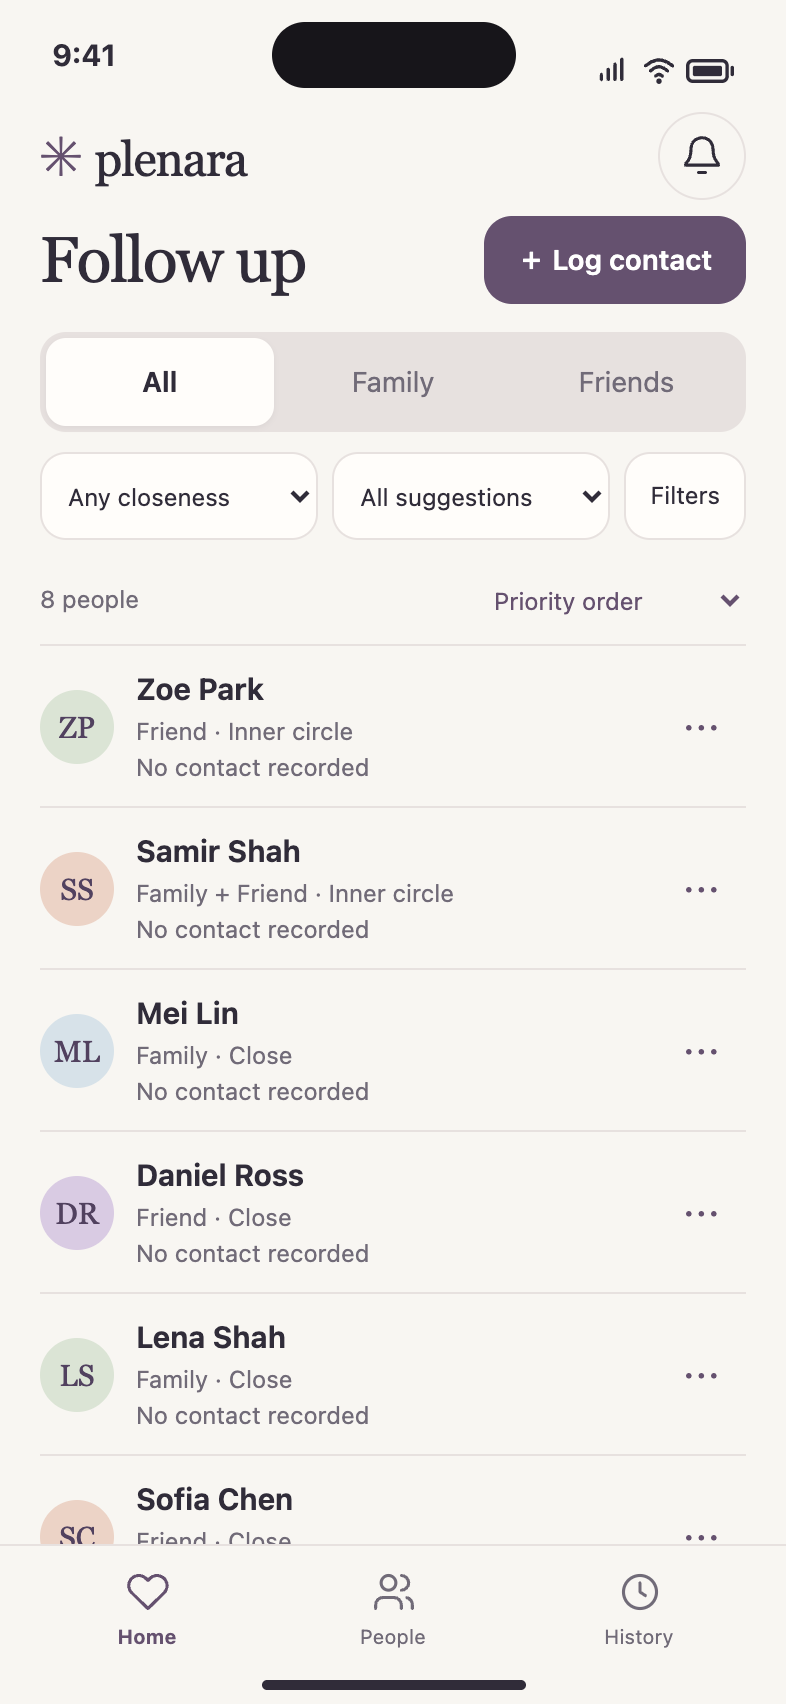 9:41
plenara
Follow up
+ Log contact
All
Family
Friends
Any closeness
All suggestions
Filters
8 people
Priority order
ZP
Zoe Park
Friend · Inner circle
No contact recorded
SS
Samir Shah
Family + Friend · Inner circle
No contact recorded
ML
Mei Lin
Family · Close
No contact recorded
DR
Daniel Ross
Friend · Close
No contact recorded
LS
Lena Shah
Family · Close
No contact recorded
SC
Sofia Chen
Friend · Close
Home
People
History